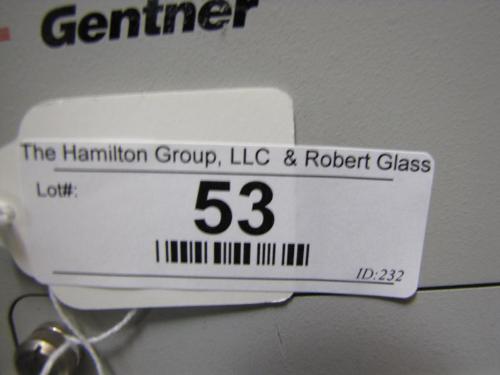 Gentner
The Hamilton Group, LLC & Robert Glass
Lot#:
53
ID:232